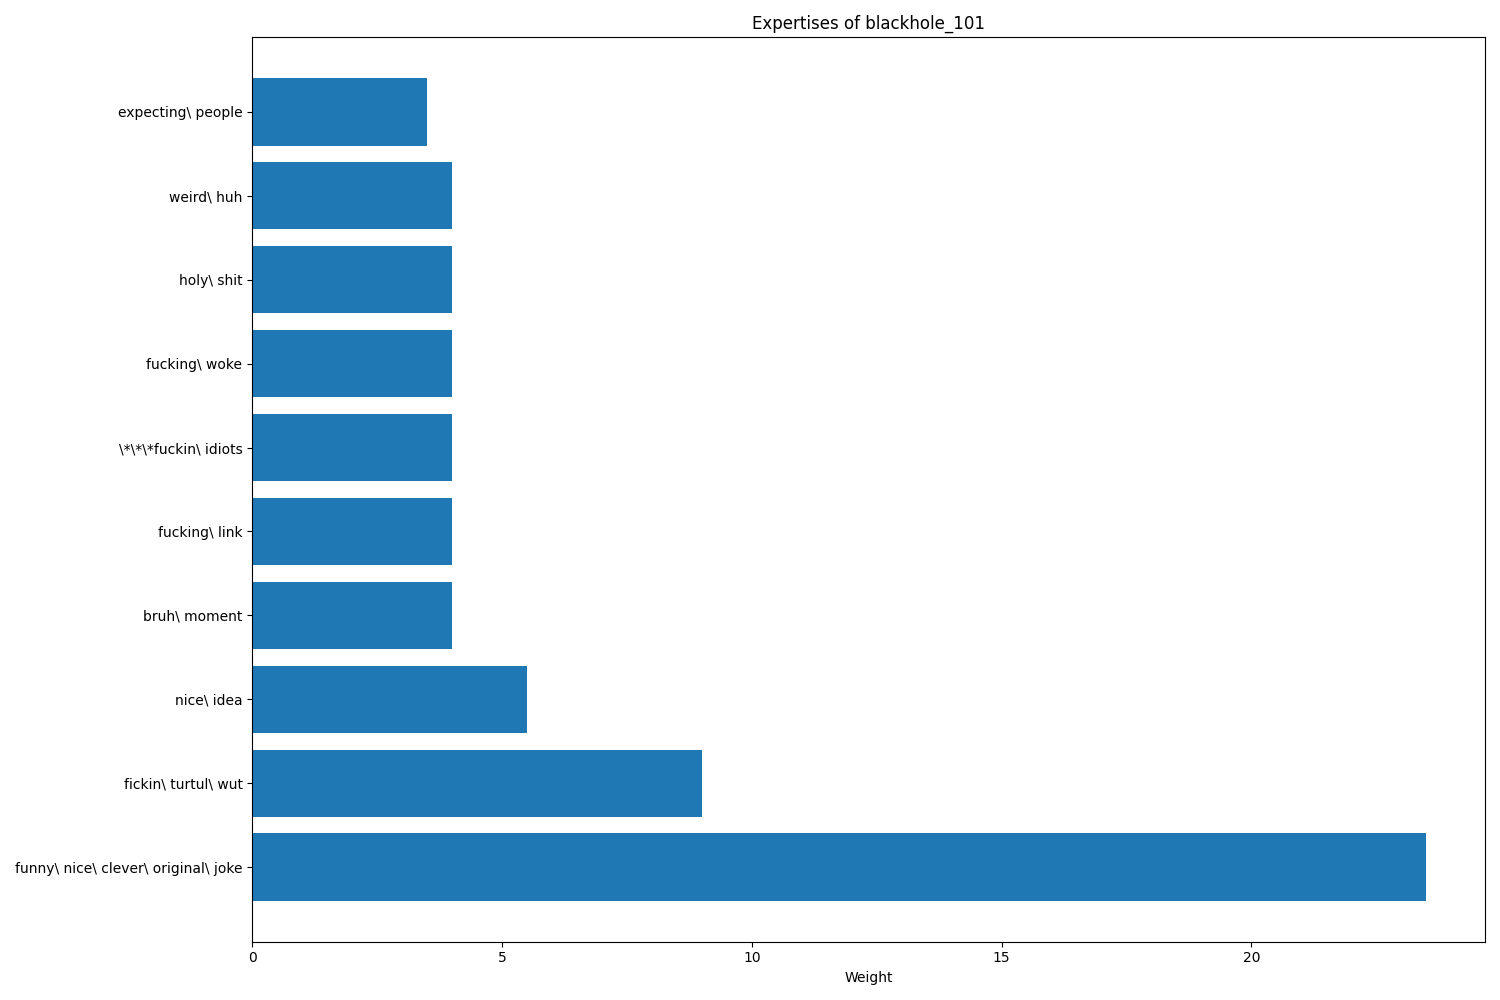 Expertises of blackhole_101
expecting\ people
weird\ huh
holy\ shit
fucking\ woke
\*\*\*fuckin\ idiots
fucking\ link
bruh\ moment
nice\ idea
fickin\ turtul\ wut
funny\ nice\ clever\ original\ joke
0 5 10 15 20
Weight